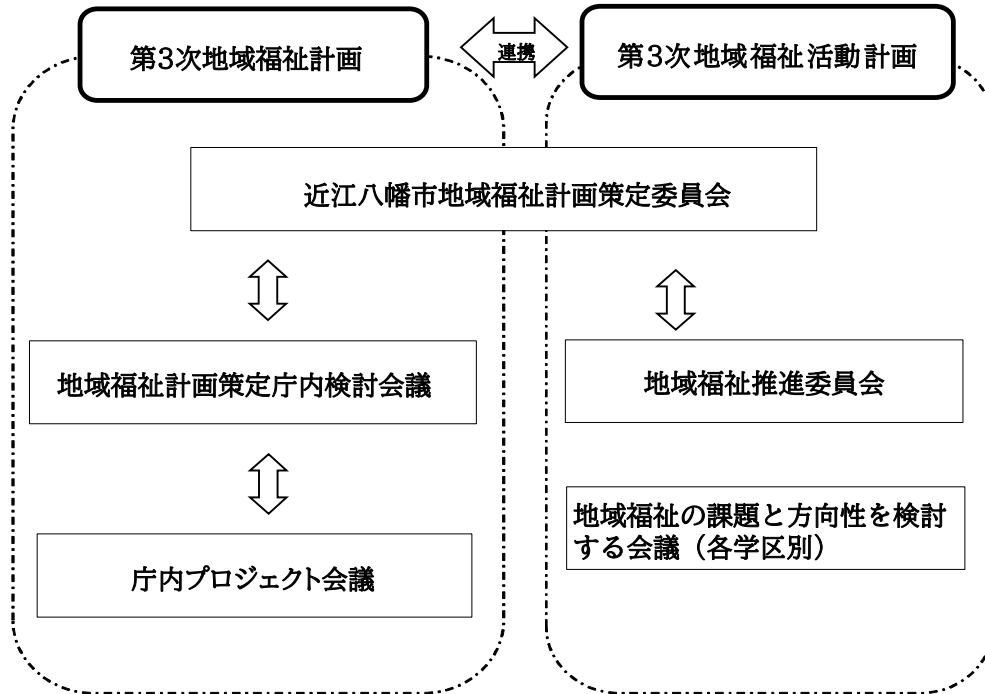 第3次地域福祉計画
連携
第3次地域福祉活動計画
近江八幡市地域福祉計画策定委員会
地域福祉計画策定庁内検討会議
地域福祉推進委員会
庁内プロジェクト会議
地域福祉の課題と方向性を検討
する会議（各学区別）